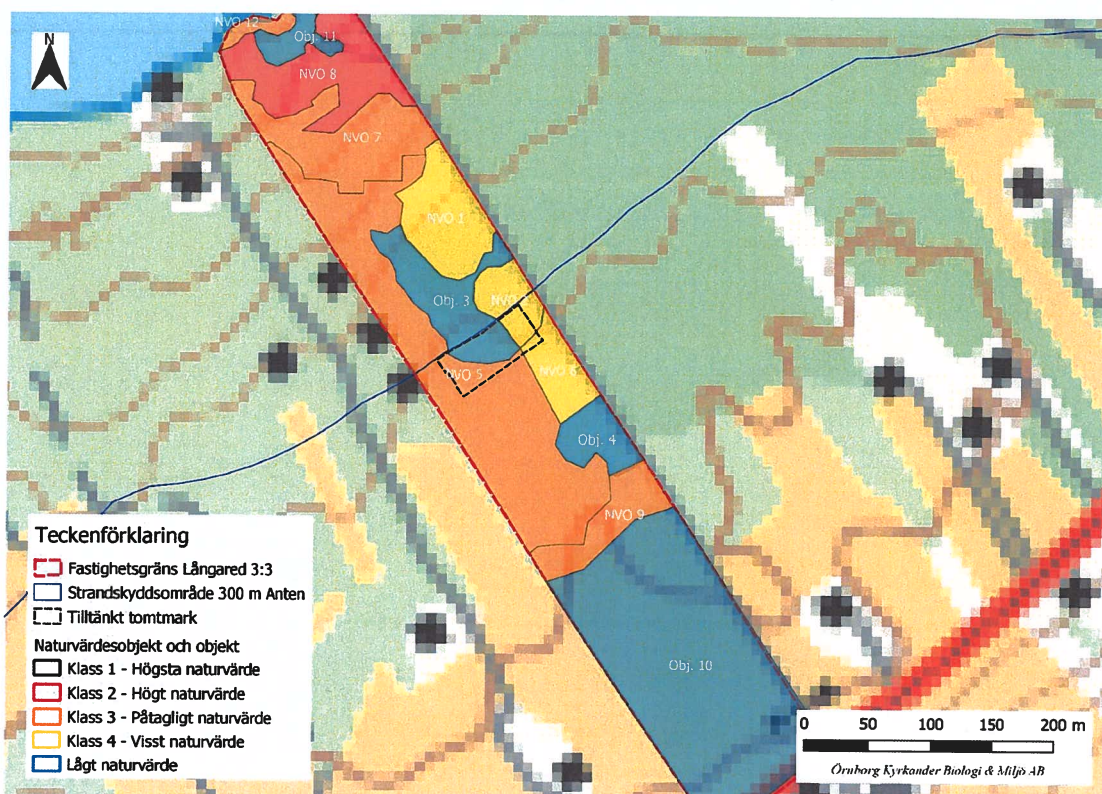 NVO 12
Obj. 11
N
NVO 8
NVO 7
NVO 1
Obj. 3
NVO 2
NVO 5
NVO 6
Obj. 4
NVO 9
Obj. 10
Teckenförklaring
Fastighetsgräns Långared 3:3
Strandskyddsområde 300 m Anten
Tilltänkt tomtmark
Naturvärdesobjekt och objekt
Klass 1 - Högsta naturvärde
Klass 2 - Högt naturvärde
Klass 3 - Påtagligt naturvärde
Klass 4 - Visst naturvärde
Lågt naturvärde
0 50 100 150 200 m
Örnborg Kyrkander Biologi & Miljö AB